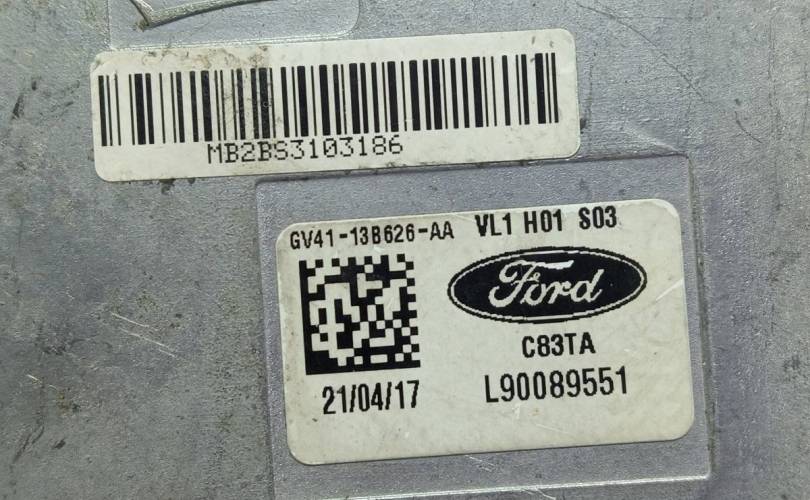 MB2BS3103186
GV41-13B626-AA VL1 H01 S03
Ford
C83TA
21/04/17 L90089551